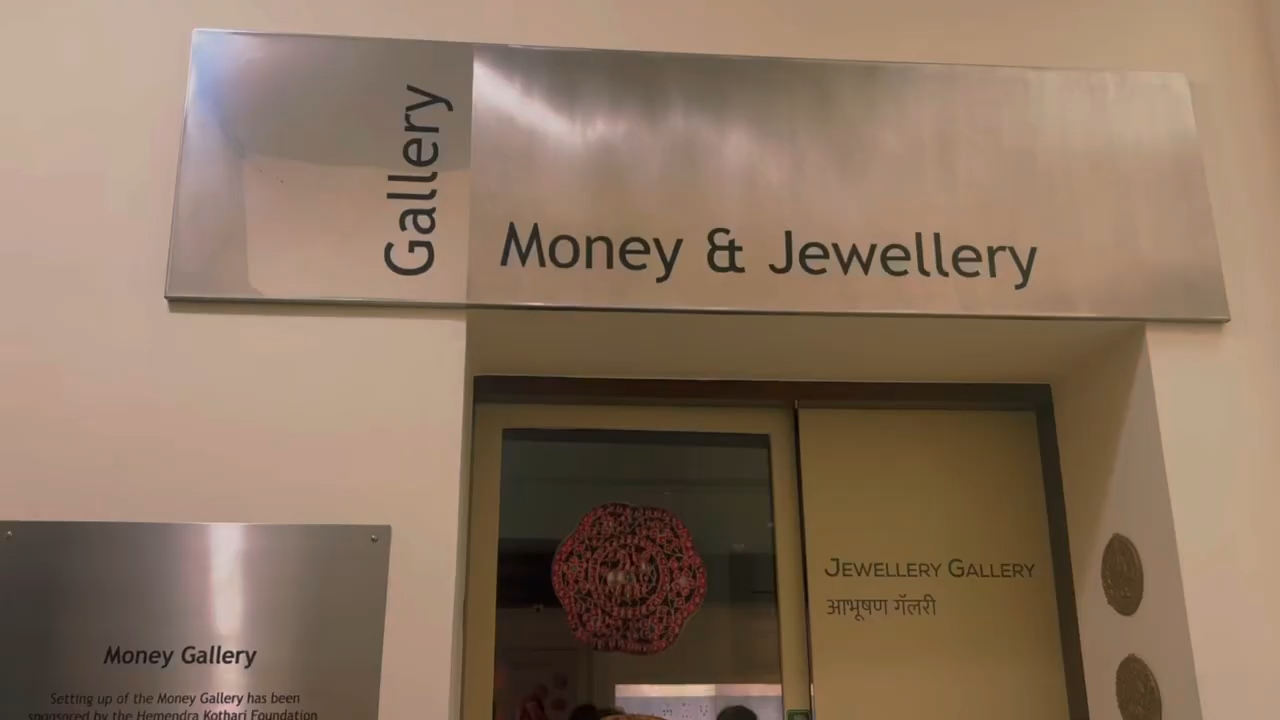 Gallery
Money & Jewellery
JEWELLERY GALLERY
आभूषण गॅलरी
Money Gallery
Setting up of the Money Gallery has been
sponsored by the Hemendra Kothari Foundation